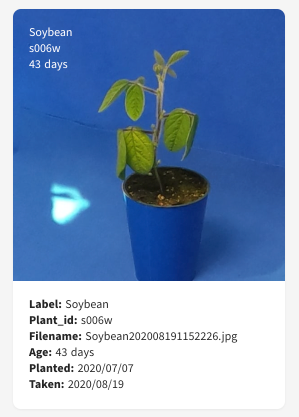 Soybean
s006w
43 days
Label: Soybean
Plant_id: s006w
Filename: Soybean202008191152226.jpg
Age: 43 days
Planted: 2020/07/07
Taken: 2020/08/19